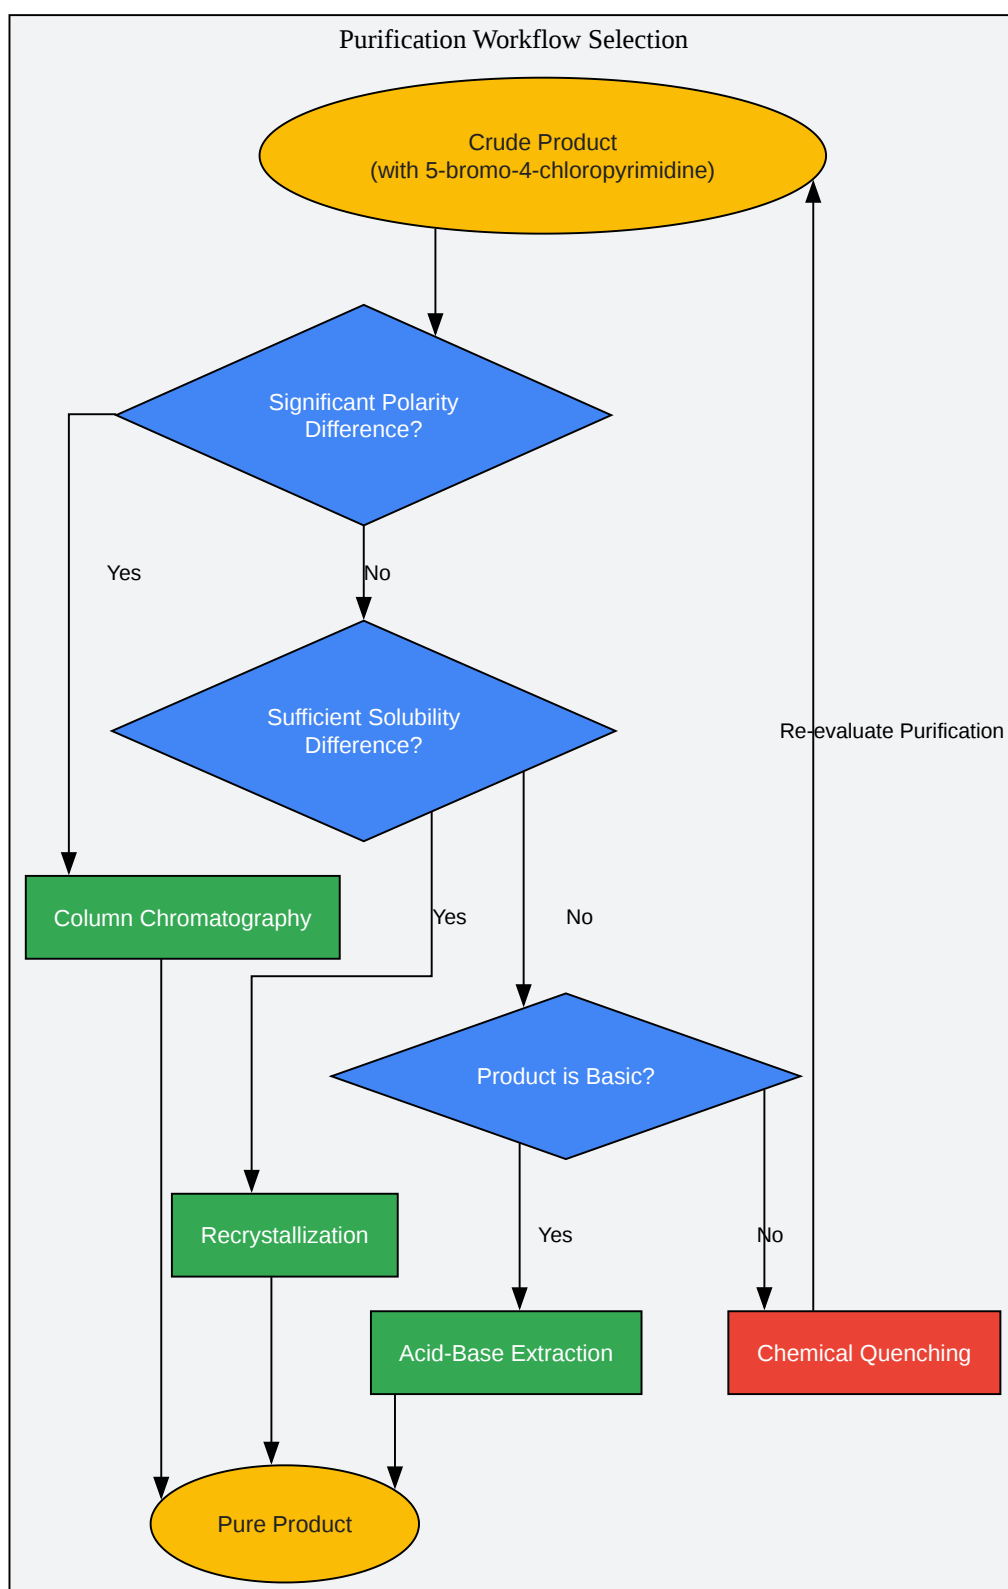 Purification Workflow Selection
Crude Product
(with 5-bromo-4-chloropyrimidine)
Significant Polarity
Difference?
Yes
No
Sufficient Solubility
Difference?
Re-evaluate Purification
Column Chromatography
Yes
No
Product is Basic?
Recrystallization
Yes
No
Acid-Base Extraction
Chemical Quenching
Pure Product